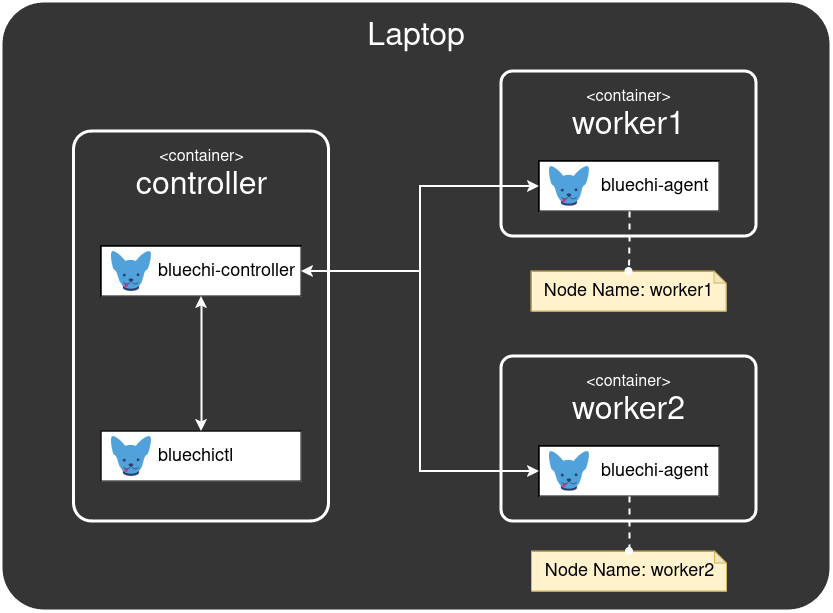 Laptop
<container>
controller
bluechi-controller
bluechictl
<container>
worker1
bluechi-agent
Node Name: worker1
<container>
worker2
bluechi-agent
Node Name: worker2